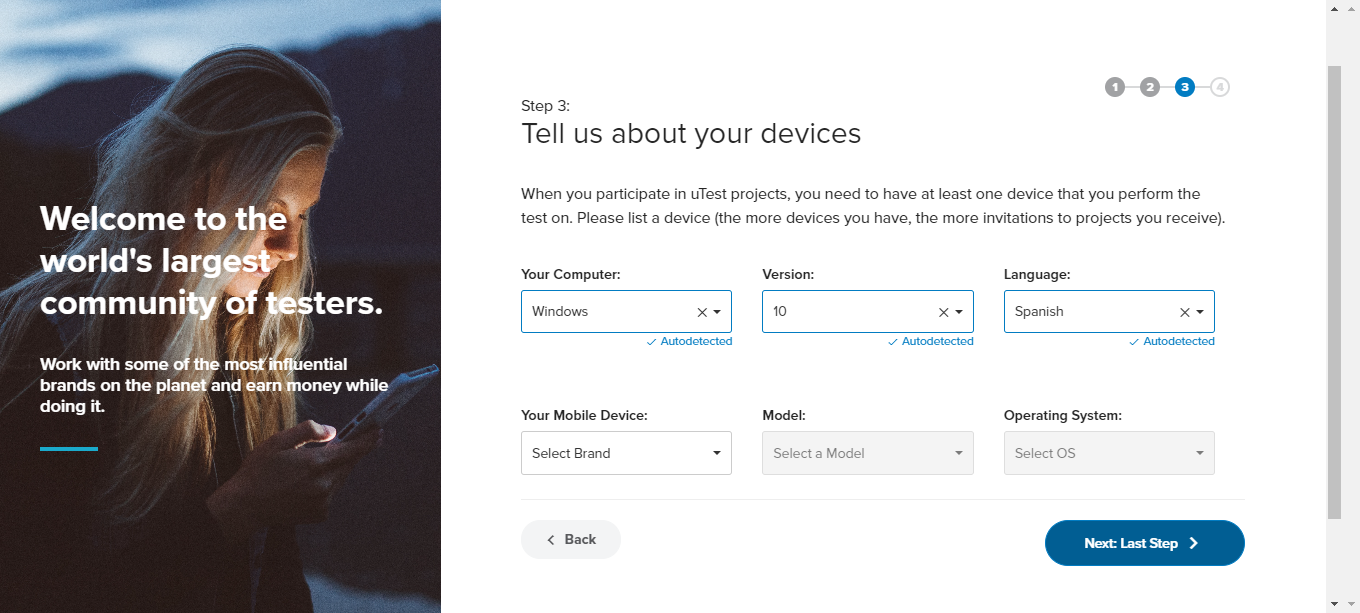 Welcome to the
world's largest
community of testers.
Work with some of the most influential
brands on the planet and earn money while
doing it.
1 2 3 4
Step 3:
Tell us about your devices
When you participate in uTest projects, you need to have at least one device that you perform the
test on. Please list a device (the more devices you have, the more invitations to projects you receive).
Your Computer: Version: Language:
Windows 10 Spanish
Autodetected Autodetected Autodetected
Your Mobile Device: Model: Operating System:
Select Brand Select a Model Select OS
Back Next: Last Step